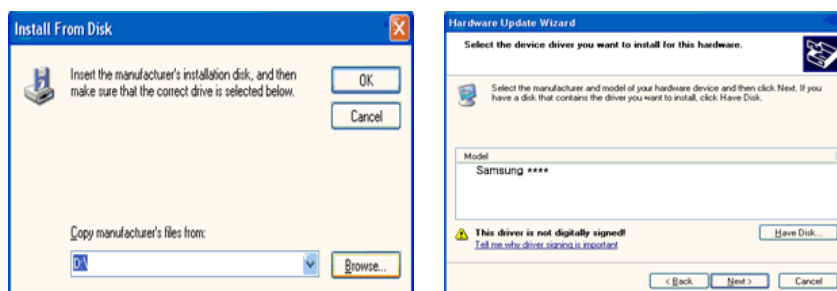 Install From Disk
Insert the manufacturer's installation disk, and then
make sure that the correct drive is selected below.
OK
Cancel
Copy manufacturer's files from:
D:\
Browse...
Hardware Update Wizard
Select the device driver you want to install for this hardware.
Select the manufacturer and model of your hardware device and then click Next. If you
have a disk that contains the driver you want to install, click Have Disk.
Model
Samsung ****
This driver is not digitally signed!
Tell me why driver signing is important
Have Disk...
< Back
Next >
Cancel